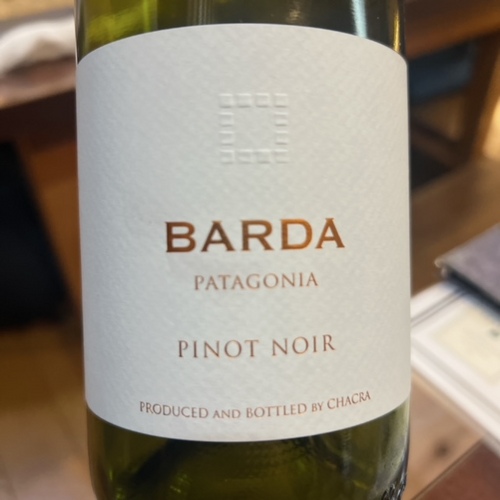 BARDA
PATAGONIA
PINOT NOIR
PRODUCED AND BOTTLED BY CHACRA